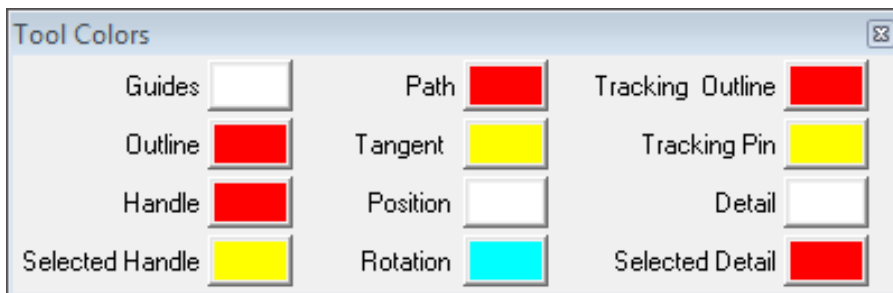 Tool Colors
Guides Path Tracking Outline
Outline Tangent Tracking Pin
Handle Position Detail
Selected Handle Rotation Selected Detail